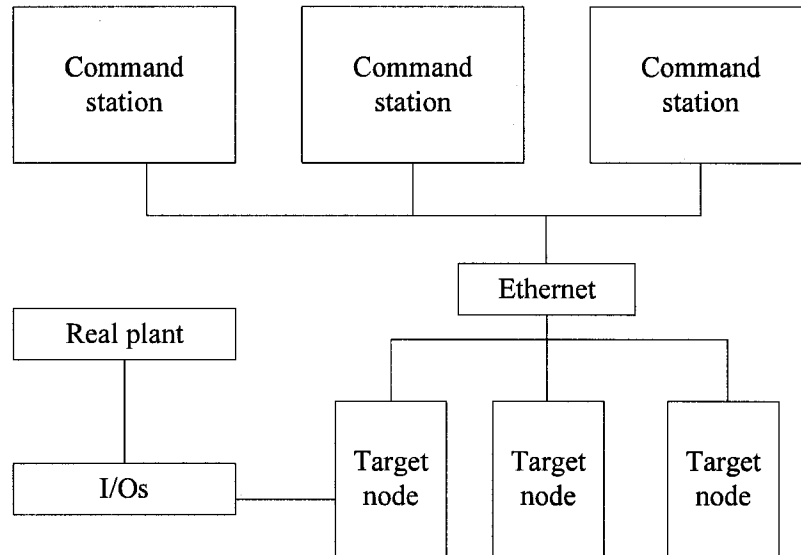 Command
station
Command
station
Command
station
Ethernet
Real plant
I/Os
Target
node
Target
node
Target
node